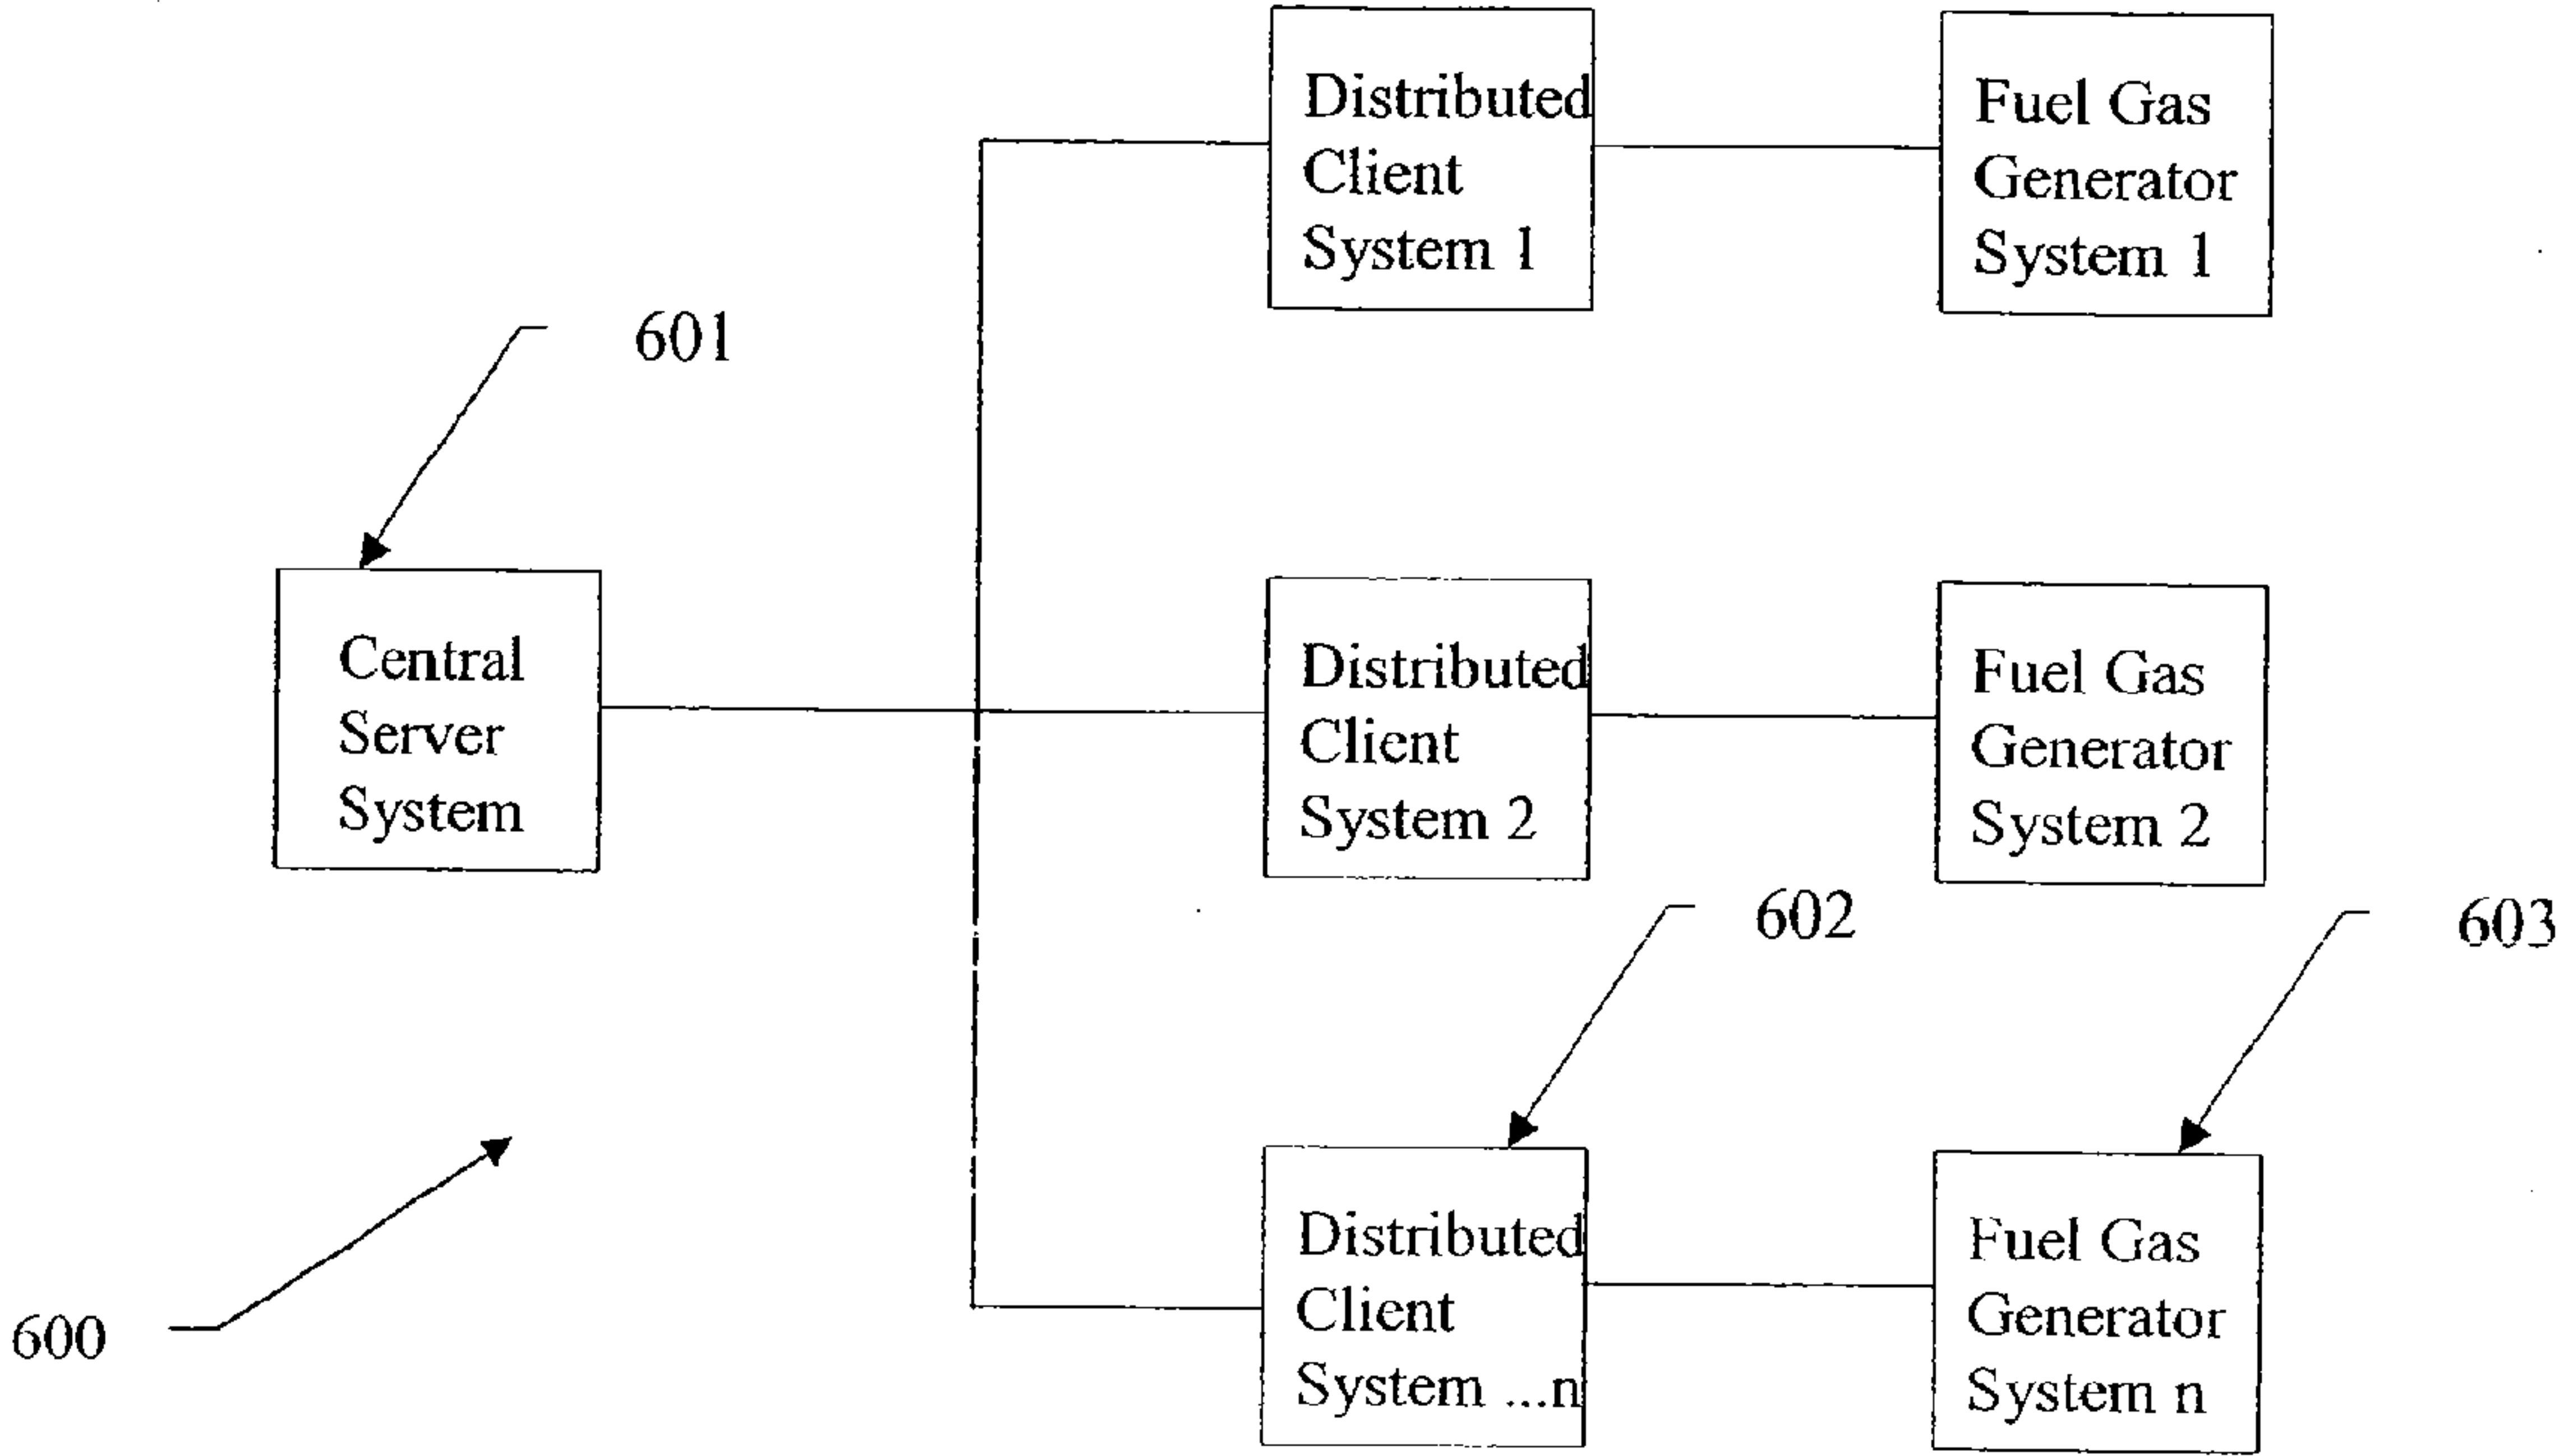 Distributed
Client
System 1
Fuel Gas
Generator
System 1
601
Central
Server
System
Distributed
Client
System 2
Fuel Gas
Generator
System 2
602
603
Distributed
Client
System ...n
Fuel Gas
Generator
System n
600